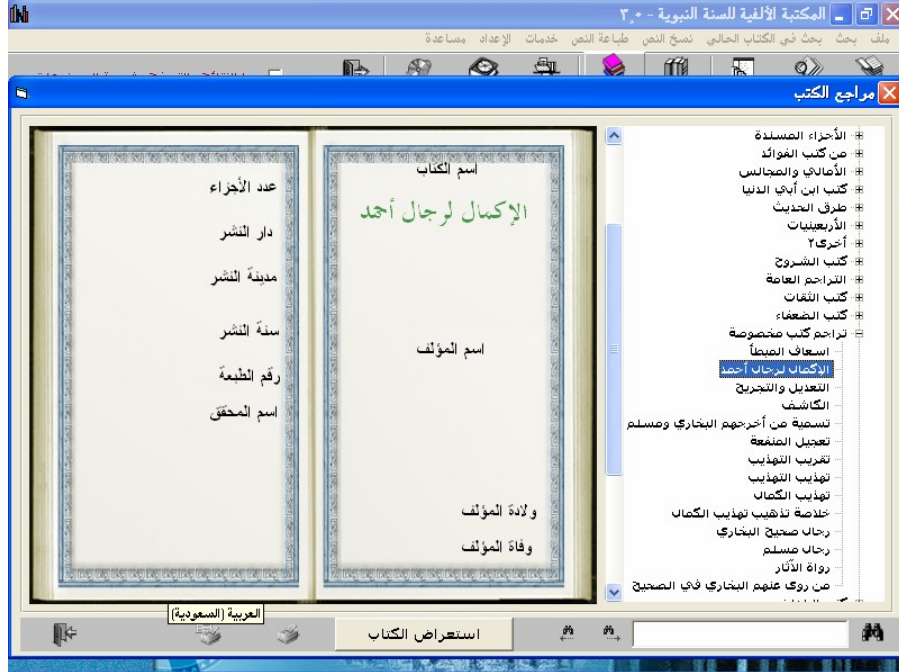 المكتبة الألفية للسنة النبوية - ٣,٠
ملف بحث بحث في الكتاب الحالي نسخ النص طباعة النص خدمات الإعداد مساعدة
مراجع الكتب
الأجزاء المسندة
من كتب الفوائد
الأمالي والمجالس
كتب ابن أبي الدنيا
طرق الحديث
الأربعينيات
أخرى٢
كتب الشروح
التراجم العامة
كتب الثقات
كتب الضعفاء
تراجم كتب مخصوصة
اسعاف المبطأ
الإكمال لرجال أحمد
التعديل والتجريح
الكاشف
تسمية من أخرجهم البخاري ومسلم
تعجيل المنفعة
تقريب التهذيب
تهذيب التهذيب
تهذيب الكمال
خلاصة تذهيب تهذيب الكمال
رجال صحيح البخاري
رجال مسلم
رواة الآثار
من روى عنهم البخاري في الصحيح
اسم الكتاب
الإكمال لرجال أحمد
اسم المؤلف
ولادة المؤلف
وفاة المؤلف
عدد الأجزاء
دار النشر
مدينة النشر
سنة النشر
رقم الطبعة
اسم المحقق
العربية (السعودية)
استعراض الكتاب